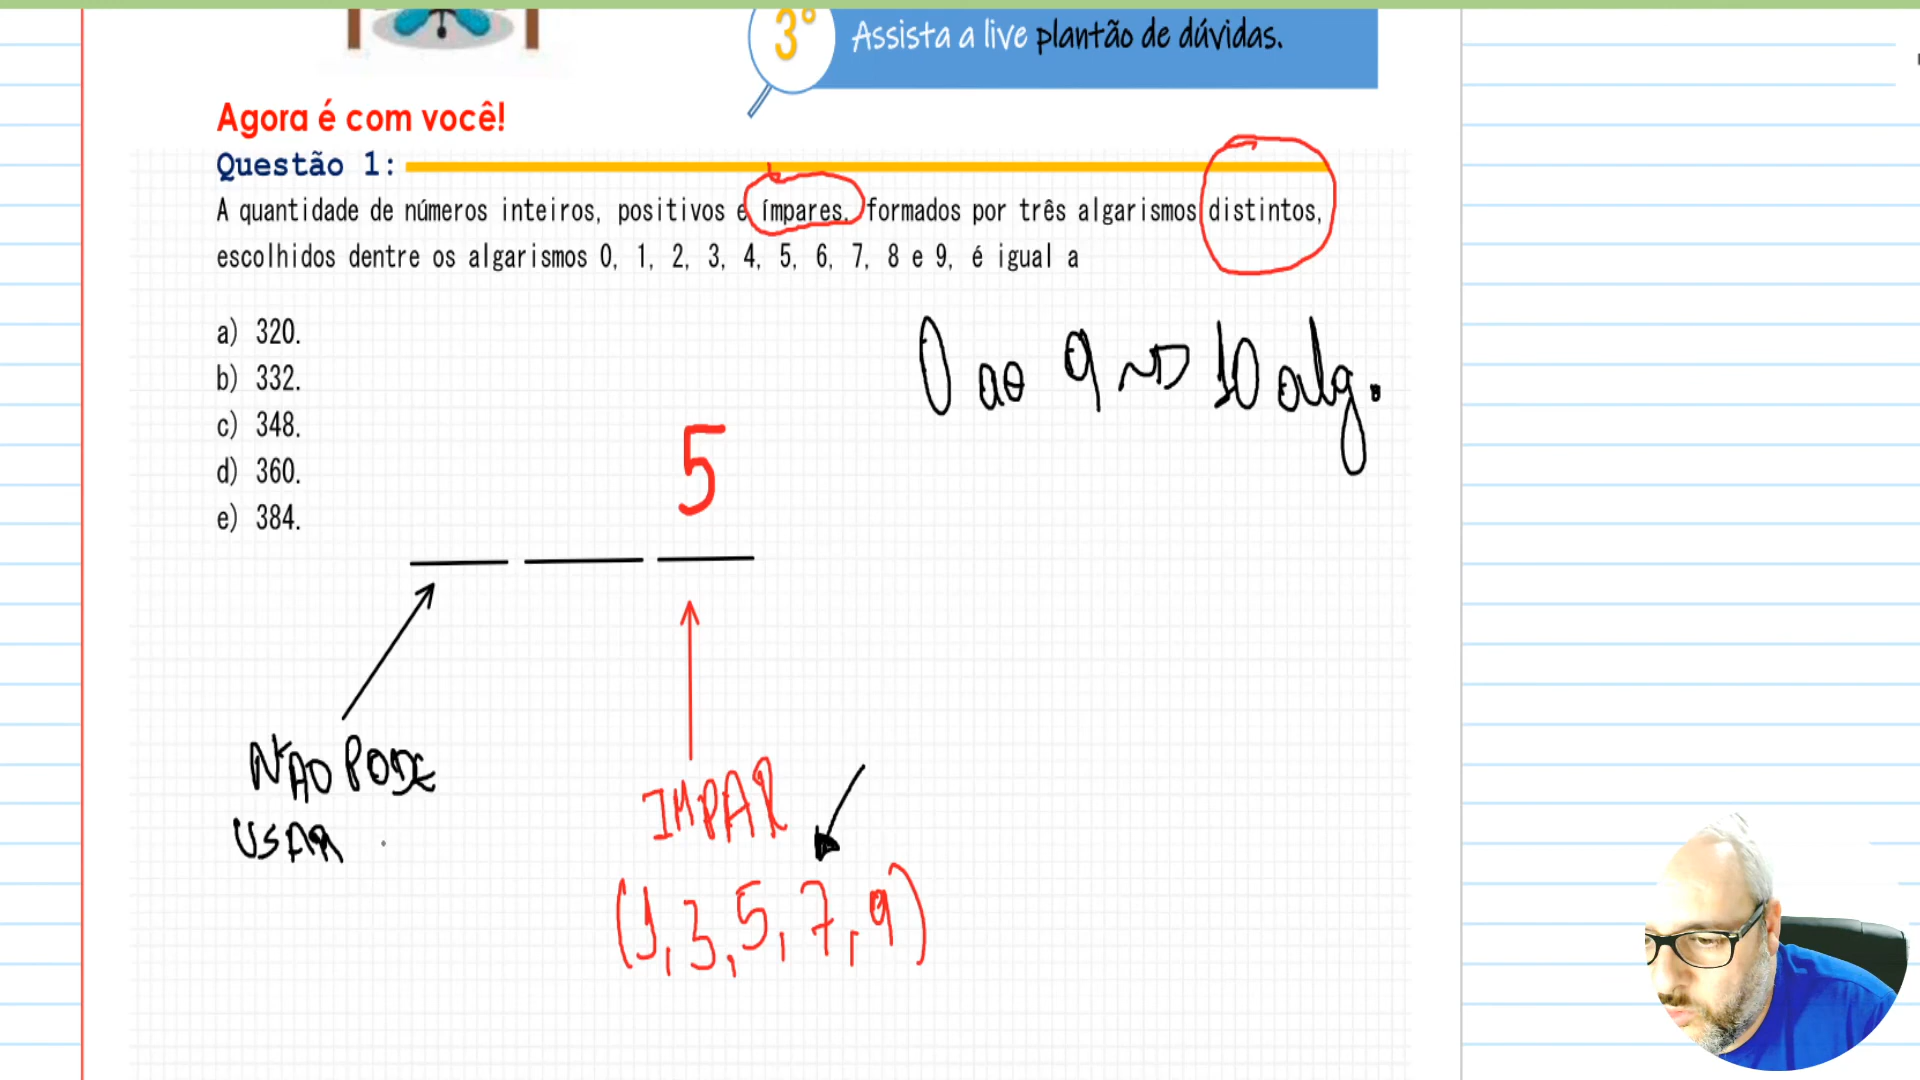 3° Assista a live plantão de dúvidas.
Agora é com você!
Questão 1:
A quantidade de números inteiros, positivos e ímpares, formados por três algarismos distintos,
escolhidos dentre os algarismos 0, 1, 2, 3, 4, 5, 6, 7, 8 e 9, é igual a
a) 320.
b) 332.
c) 348.
d) 360.
e) 384.
0 ao 9 10 alg.
5
NÃO PODE
USAR
IMPAR
(1,3,5,7,9)